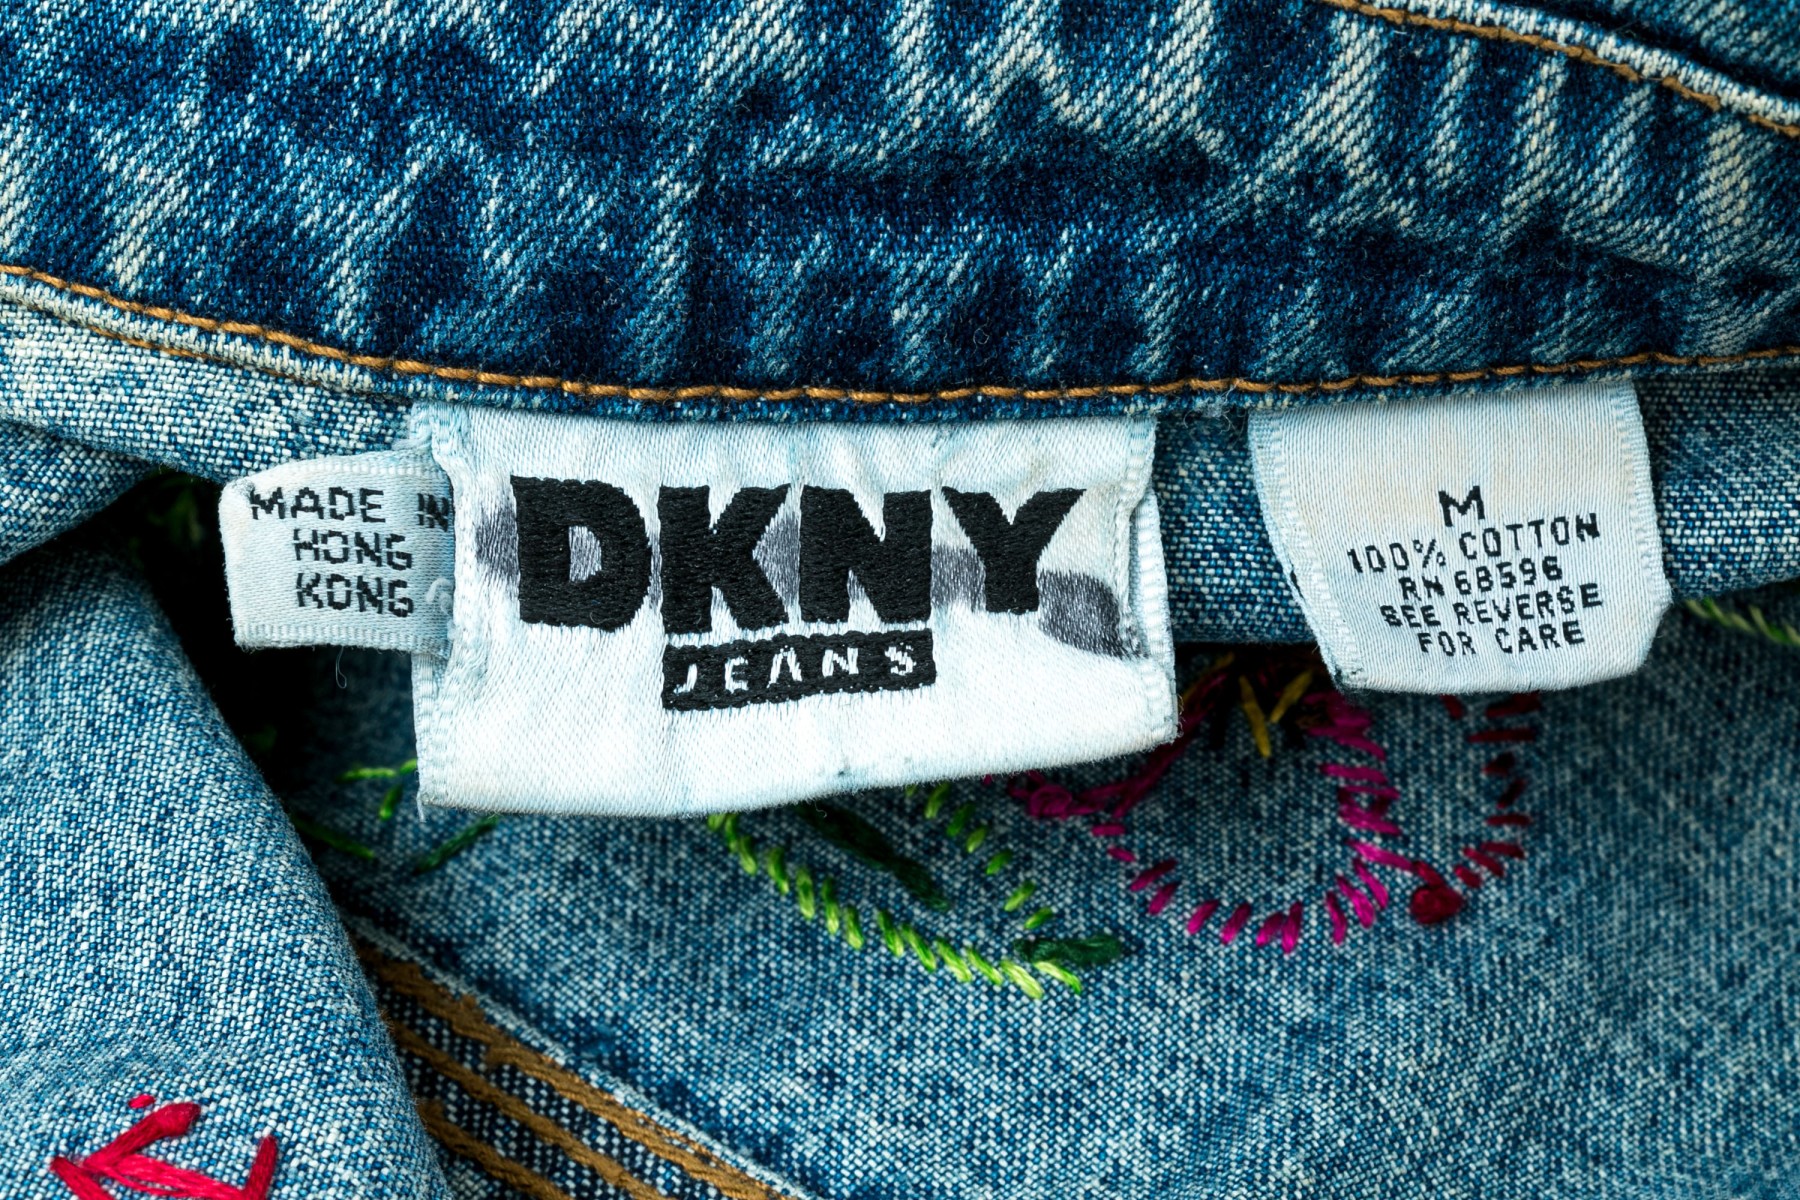 MADE IN
HONG
KONG
DKNY
JEANS
M
100% COTTON
RN 68596
SEE REVERSE
FOR CARE